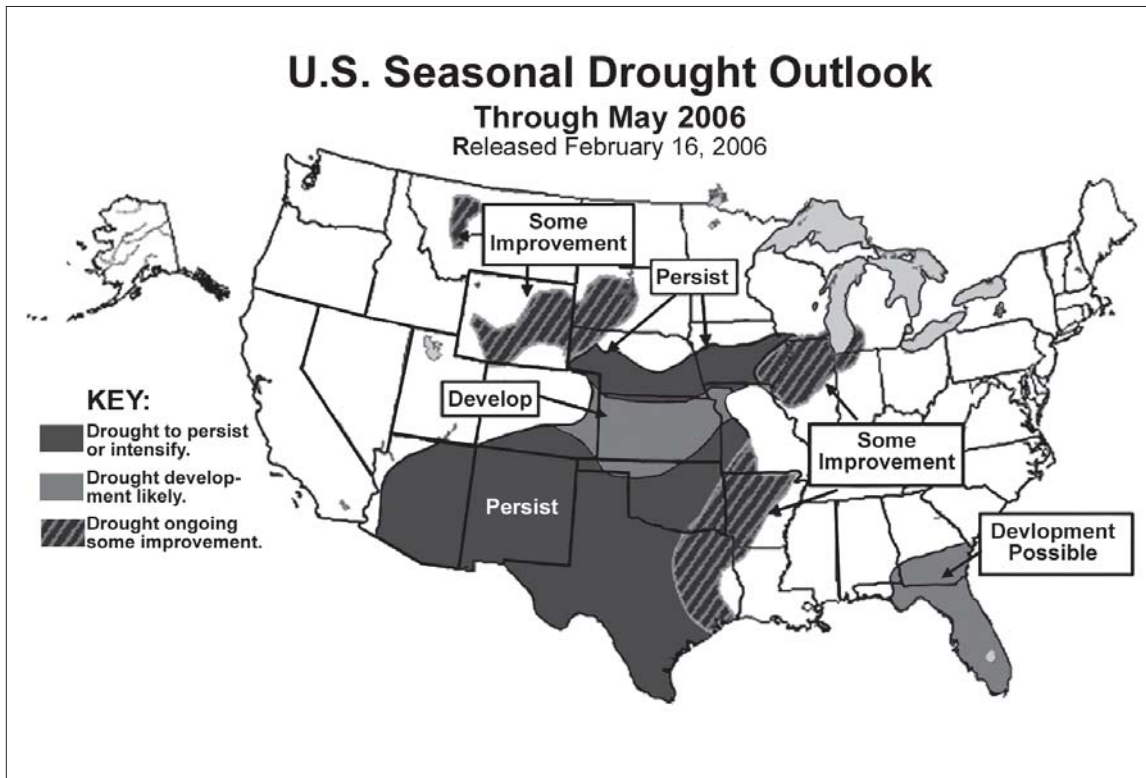 U.S. Seasonal Drought Outlook
Through May 2006
Released February 16, 2006
Some
Improvement
Persist
Develop
KEY:
Drought to persist
or intensify.
Drought develop-
ment likely.
Drought ongoing
some improvement.
Persist
Some
Improvement
Devlopment
Possible